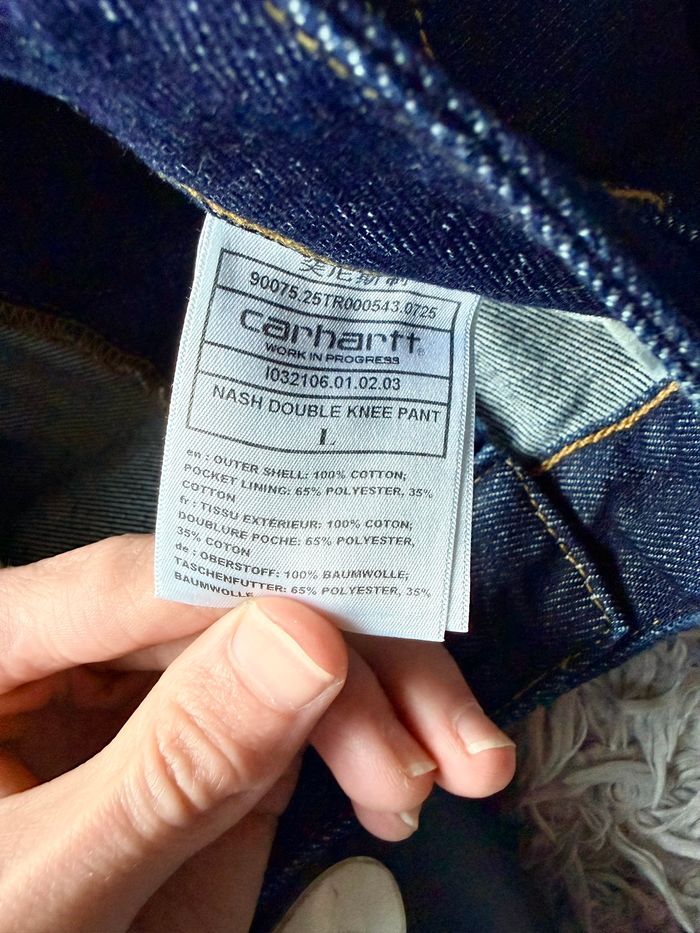 90075.25TR000543.0725
carhartt®
WORK IN PROGRESS
I032106.01.02.03
NASH DOUBLE KNEE PANT
L
en : OUTER SHELL: 100% COTTON;
POCKET LINING: 65% POLYESTER, 35%
COTTON
fr : TISSU EXTÉRIEUR: 100% COTON;
DOUBLURE POCHE: 65% POLYESTER,
35% COTON
de : OBERSTOFF: 100% BAUMWOLLE;
TASCHENFUTTER: 65% POLYESTER, 35%
BAUMWOLLE